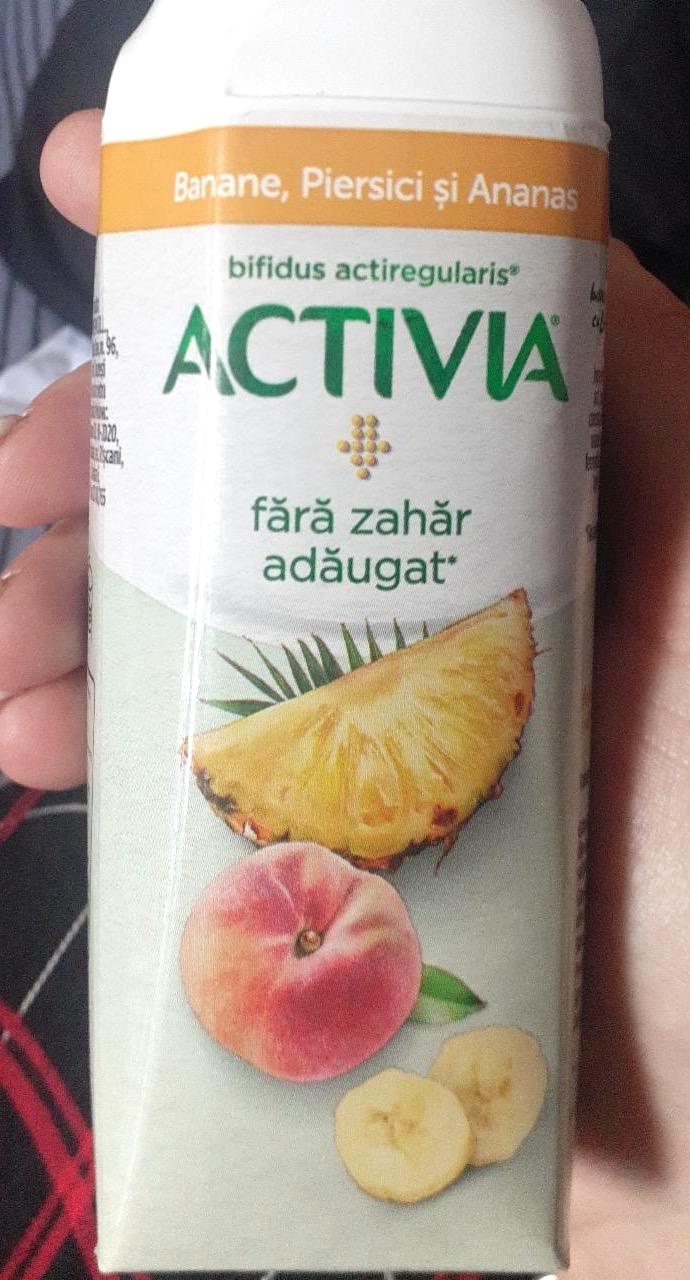 Banane, Piersici și Ananas
bifidus actiregularis®
ACTIVIA®
fără zahăr
adăugat*